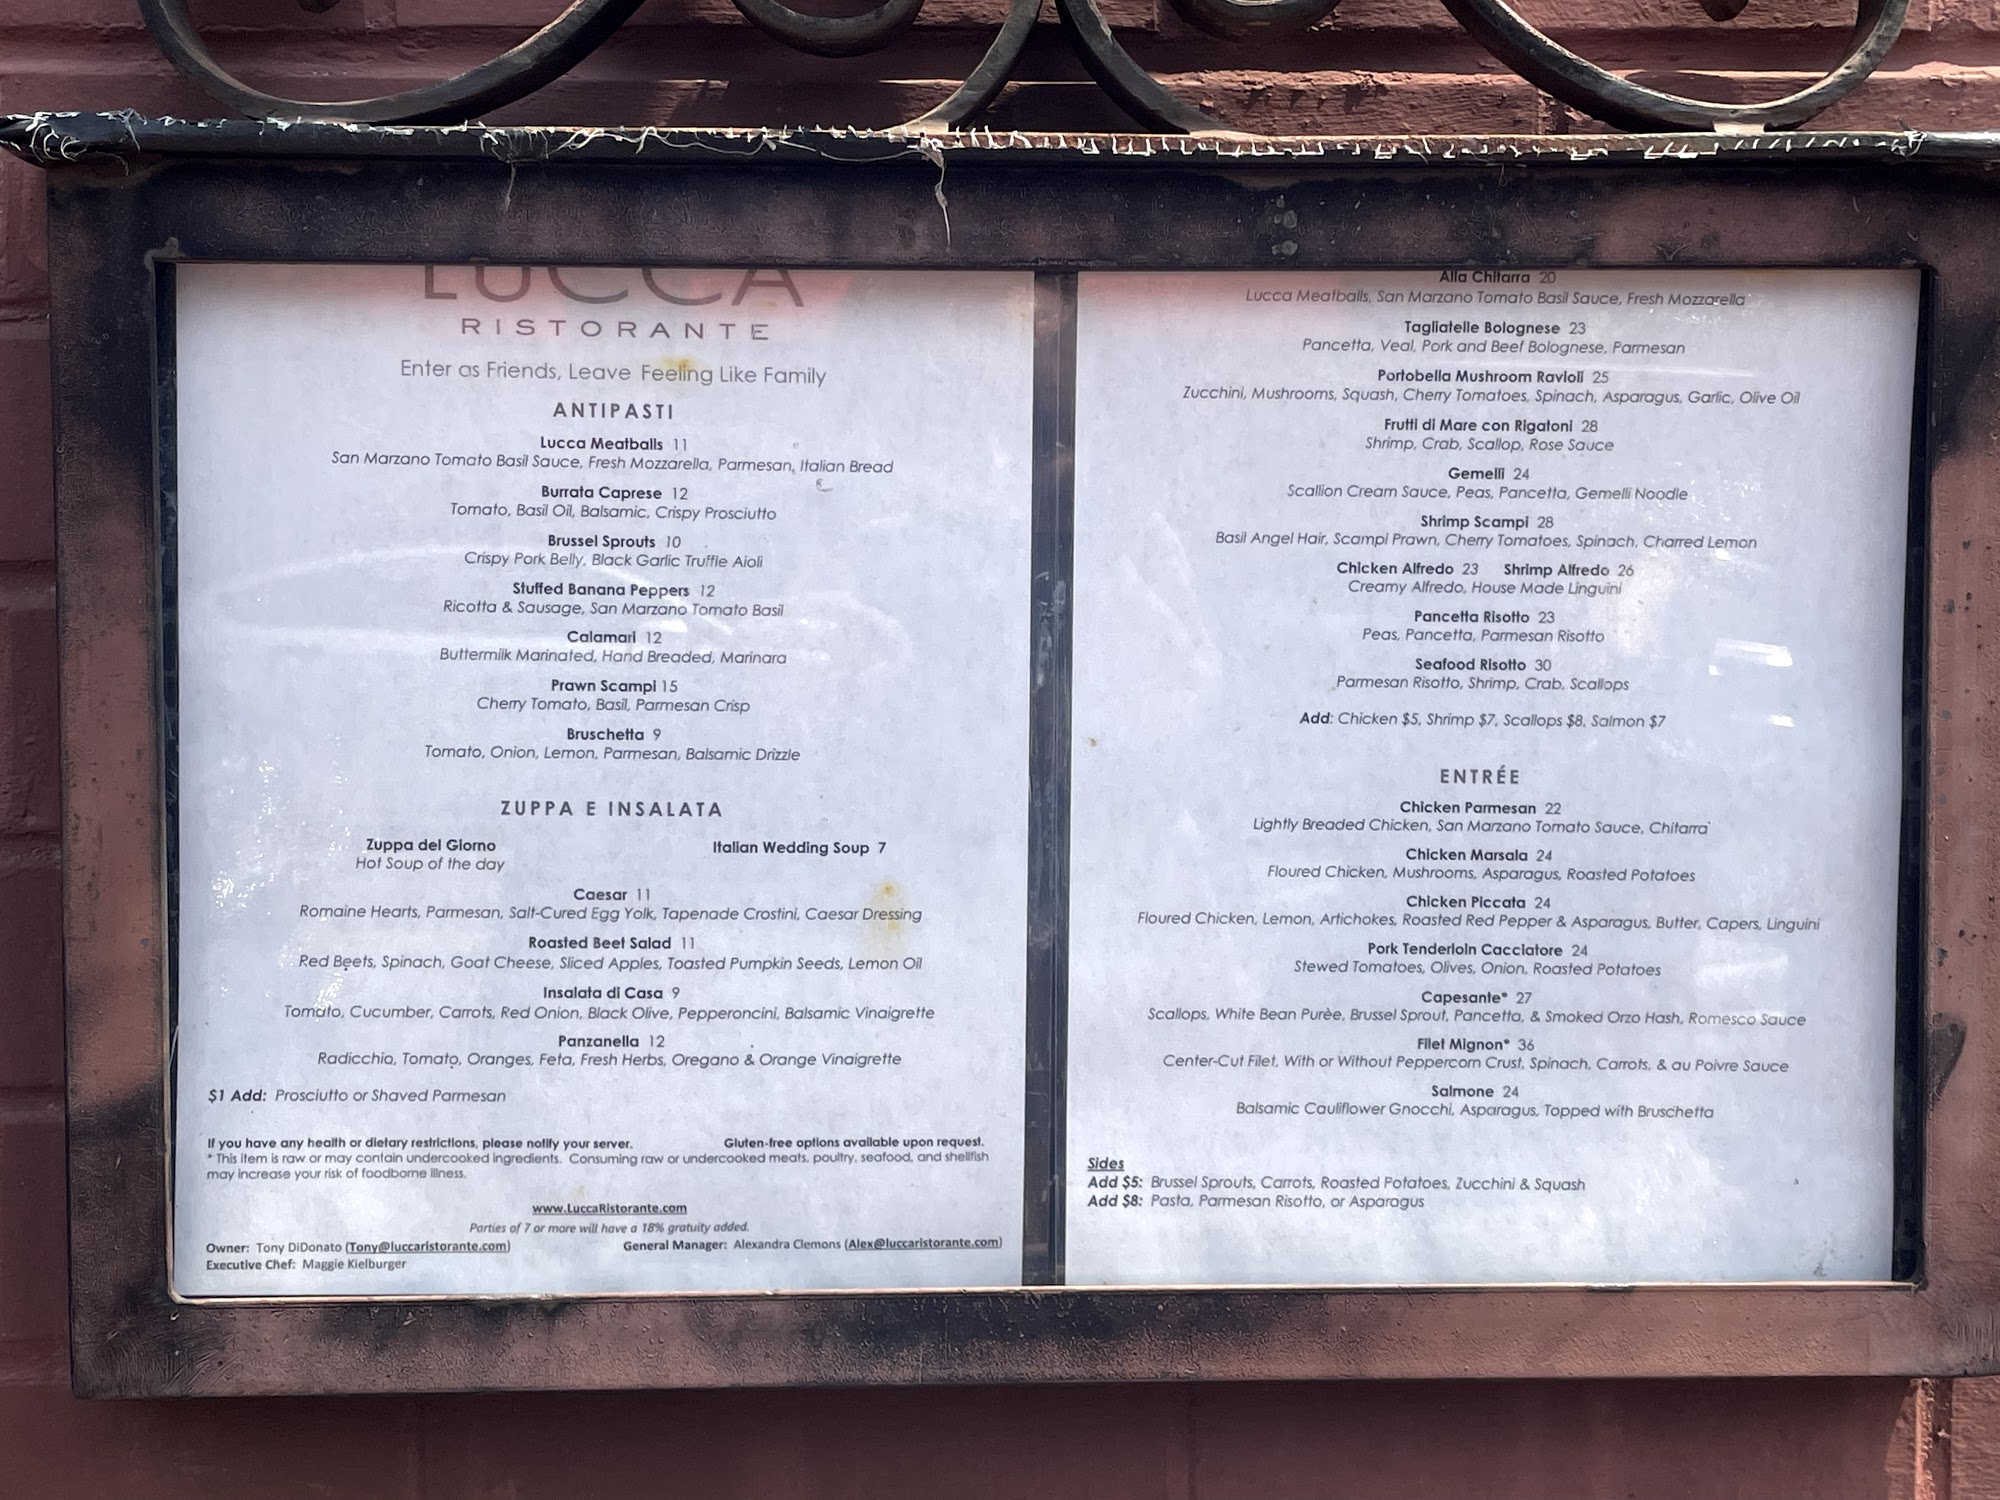 LUCCA
RISTORANTE
Enter as Friends, Leave Feeling Like Family
ANTIPASTI
Lucca Meatballs 11
San Marzano Tomato Basil Sauce, Fresh Mozzarella, Parmesan, Italian Bread
Burrata Caprese 12
Tomato, Basil Oil, Balsamic, Crispy Prosciutto
Brussel Sprouts 10
Crispy Pork Belly, Black Garlic Truffle Aioli
Stuffed Banana Peppers 12
Ricotta & Sausage, San Marzano Tomato Basil
Calamari 12
Buttermilk Marinated, Hand Breaded, Marinara
Prawn Scampi 15
Cherry Tomato, Basil, Parmesan Crisp
Bruschetta 9
Tomato, Onion, Lemon, Parmesan, Balsamic Drizzle
ZUPPA E INSALATA
Zuppa del Giorno
Hot Soup of the day
Italian Wedding Soup 7
Caesar 11
Romaine Hearts, Parmesan, Salt-Cured Egg Yolk, Tapenade Crostini, Caesar Dressing
Roasted Beet Salad 11
Red Beets, Spinach, Goat Cheese, Sliced Apples, Toasted Pumpkin Seeds, Lemon Oil
Insalata di Casa 9
Tomato, Cucumber, Carrots, Red Onion, Black Olive, Pepperoncini, Balsamic Vinaigrette
Panzanella 12
Radicchio, Tomato, Oranges, Feta, Fresh Herbs, Oregano & Orange Vinaigrette
$1 Add: Prosciutto or Shaved Parmesan
If you have any health or dietary restrictions, please notify your server. Gluten-free options available upon request.
* This item is raw or may contain undercooked ingredients. Consuming raw or undercooked meats, poultry, seafood, and shellfish
may increase your risk of foodborne illness.
www.LuccaRistorante.com
Parties of 7 or more will have a 18% gratuity added.
Owner: Tony DiDonato (Tony@luccaristorante.com) General Manager: Alexandra Clemons (Alex@luccaristorante.com)
Executive Chef: Maggie Kielburger
Alla Chitarra 20
Lucca Meatballs, San Marzano Tomato Basil Sauce, Fresh Mozzarella
Tagliatelle Bolognese 23
Pancetta, Veal, Pork and Beef Bolognese, Parmesan
Portobella Mushroom Ravioli 25
Zucchini, Mushrooms, Squash, Cherry Tomatoes, Spinach, Asparagus, Garlic, Olive Oil
Frutti di Mare con Rigatoni 28
Shrimp, Crab, Scallop, Rose Sauce
Gemelli 24
Scallion Cream Sauce, Peas, Pancetta, Gemelli Noodle
Shrimp Scampi 28
Basil Angel Hair, Scampi Prawn, Cherry Tomatoes, Spinach, Charred Lemon
Chicken Alfredo 23 Shrimp Alfredo 26
Creamy Alfredo, House Made Linguini
Pancetta Risotto 23
Peas, Pancetta, Parmesan Risotto
Seafood Risotto 30
Parmesan Risotto, Shrimp, Crab, Scallops
Add: Chicken $5, Shrimp $7, Scallops $8, Salmon $7
ENTRÉE
Chicken Parmesan 22
Lightly Breaded Chicken, San Marzano Tomato Sauce, Chitarra
Chicken Marsala 24
Floured Chicken, Mushrooms, Asparagus, Roasted Potatoes
Chicken Piccata 24
Floured Chicken, Lemon, Artichokes, Roasted Red Pepper & Asparagus, Butter, Capers, Linguini
Pork Tenderloin Cacciatore 24
Stewed Tomatoes, Olives, Onion, Roasted Potatoes
Capesante* 27
Scallops, White Bean Purèe, Brussel Sprout, Pancetta, & Smoked Orzo Hash, Romesco Sauce
Filet Mignon* 36
Center-Cut Filet, With or Without Peppercorn Crust, Spinach, Carrots, & au Poivre Sauce
Salmone 24
Balsamic Cauliflower Gnocchi, Asparagus, Topped with Bruschetta
Sides
Add $5: Brussel Sprouts, Carrots, Roasted Potatoes, Zucchini & Squash
Add $8: Pasta, Parmesan Risotto, or Asparagus